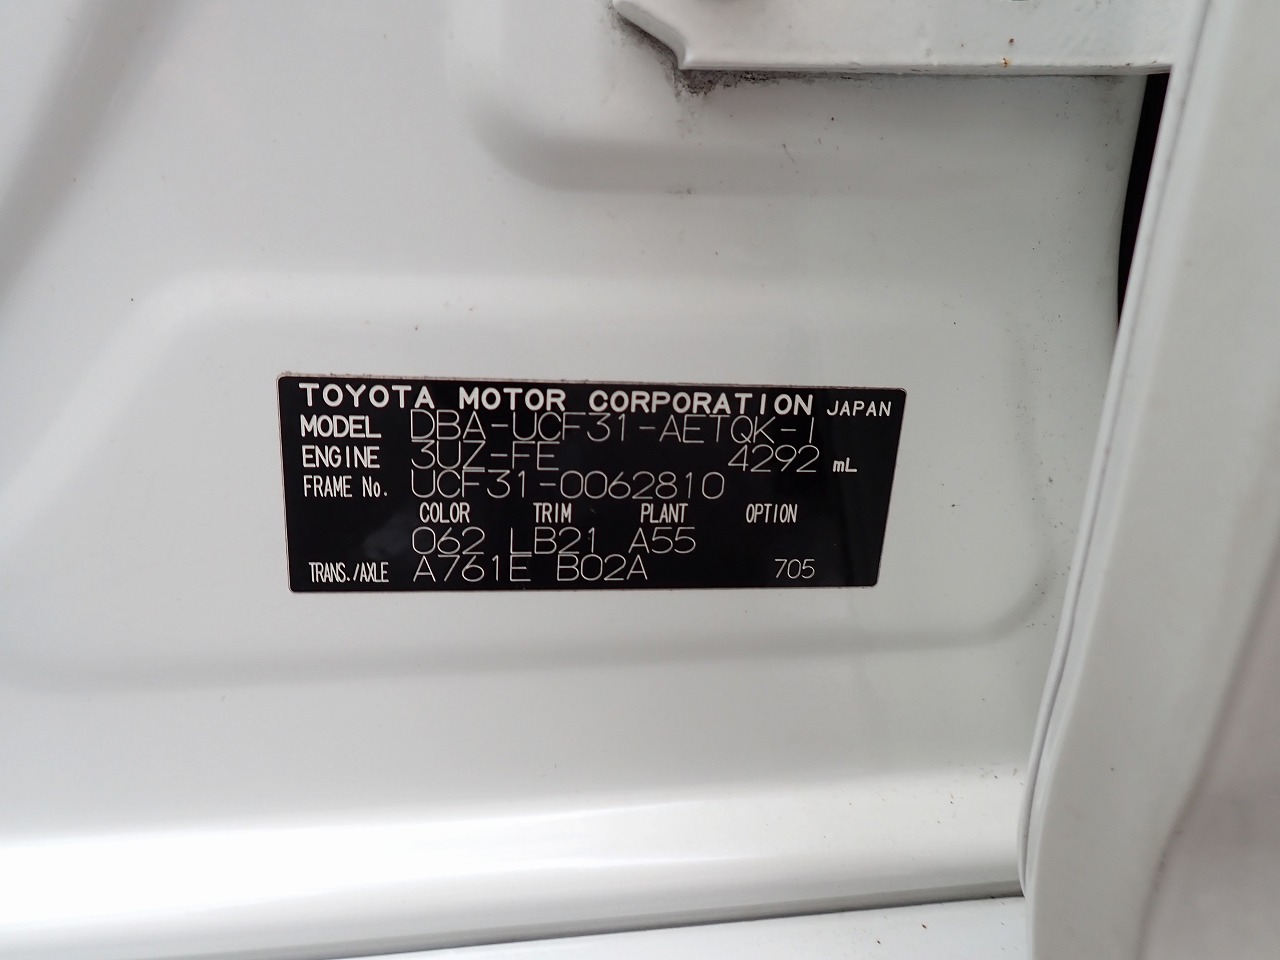 TOYOTA MOTOR CORPORATION JAPAN
MODEL DBA-UCF31-AETQK-I
ENGINE 3UZ-FE 4292 mL
FRAME No. UCF31-0062810
COLOR TRIM PLANT OPTION
062 LB21 A55
TRANS./AXLE A761E B02A 705